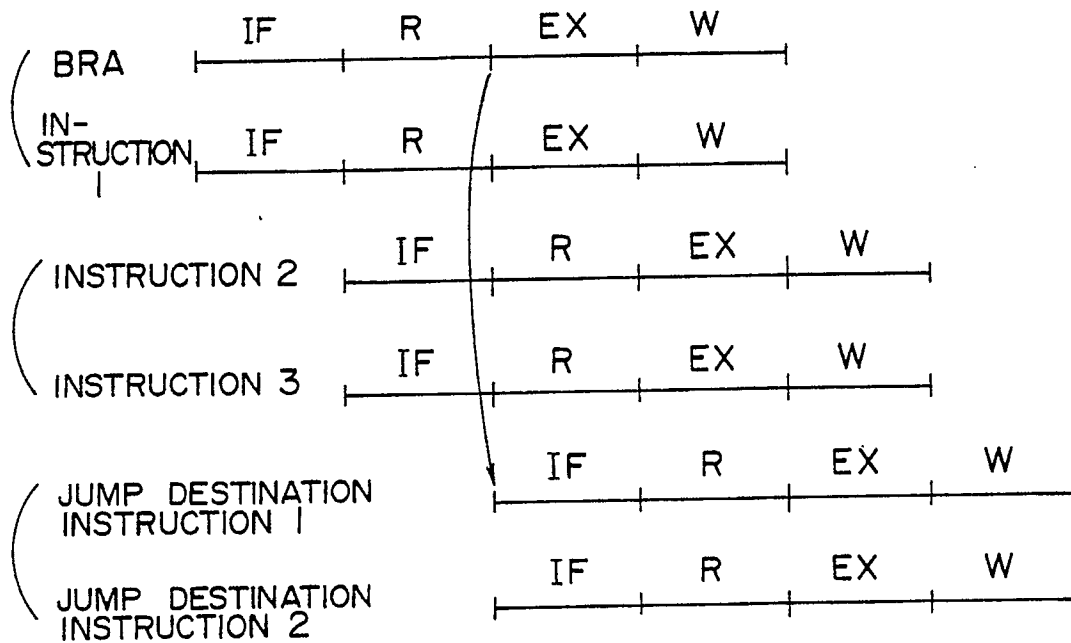 IF R EX W
BRA
IN-
STRUCTION
1
IF R EX W
INSTRUCTION 2
IF R EX W
INSTRUCTION 3
IF R EX W
JUMP DESTINATION
INSTRUCTION 1
IF R EX W
JUMP DESTINATION
INSTRUCTION 2
IF R EX W